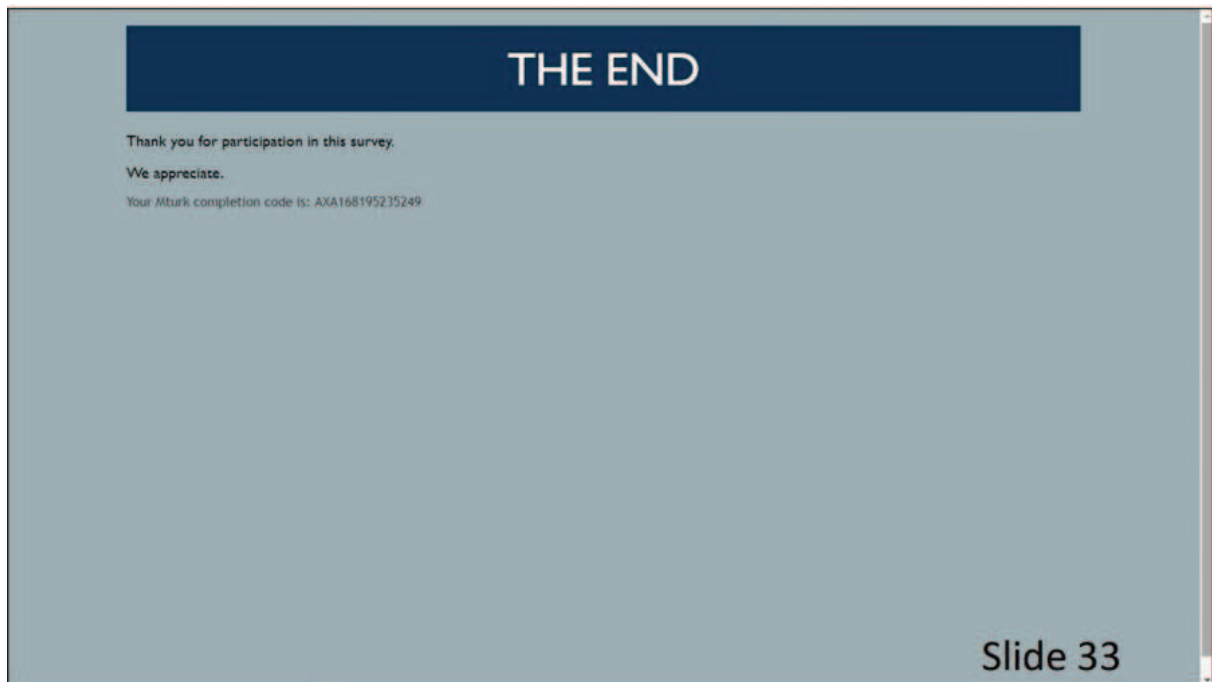 THE END
Thank you for participation in this survey.
We appreciate.
Your Mturk completion code is: AXA168195235249
Slide 33